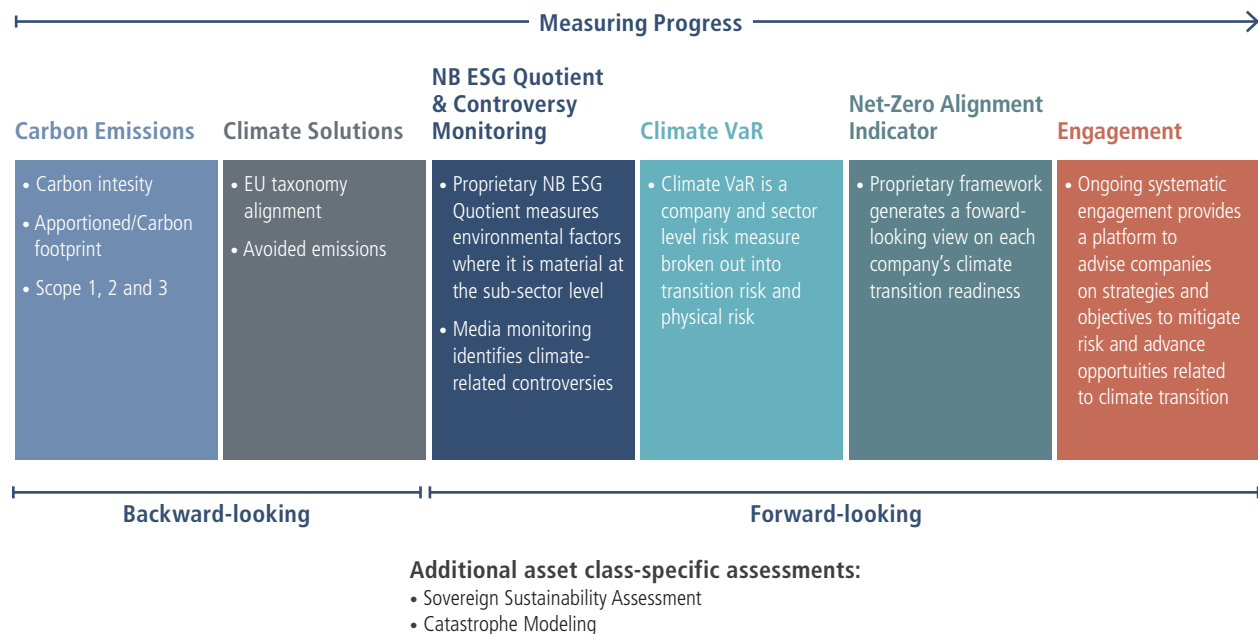 Measuring Progress
Carbon Emissions
• Carbon intesity
• Apportioned/Carbon
footprint
• Scope 1, 2 and 3
Climate Solutions
• EU taxonomy
alignment
• Avoided emissions
NB ESG Quotient
& Controversy
Monitoring
• Proprietary NB ESG
Quotient measures
environmental factors
where it is material at
the sub-sector level
• Media monitoring
identifies climate-
related controversies
Climate VaR
• Climate VaR is a
company and sector
level risk measure
broken out into
transition risk and
physical risk
Net-Zero Alignment
Indicator
• Proprietary framework
generates a foward-
looking view on each
company’s climate
transition readiness
Engagement
• Ongoing systematic
engagement provides
a platform to
advise companies
on strategies and
objectives to mitigate
risk and advance
opportuities related
to climate transition
Backward-looking
Forward-looking
Additional asset class-specific assessments:
• Sovereign Sustainability Assessment
• Catastrophe Modeling